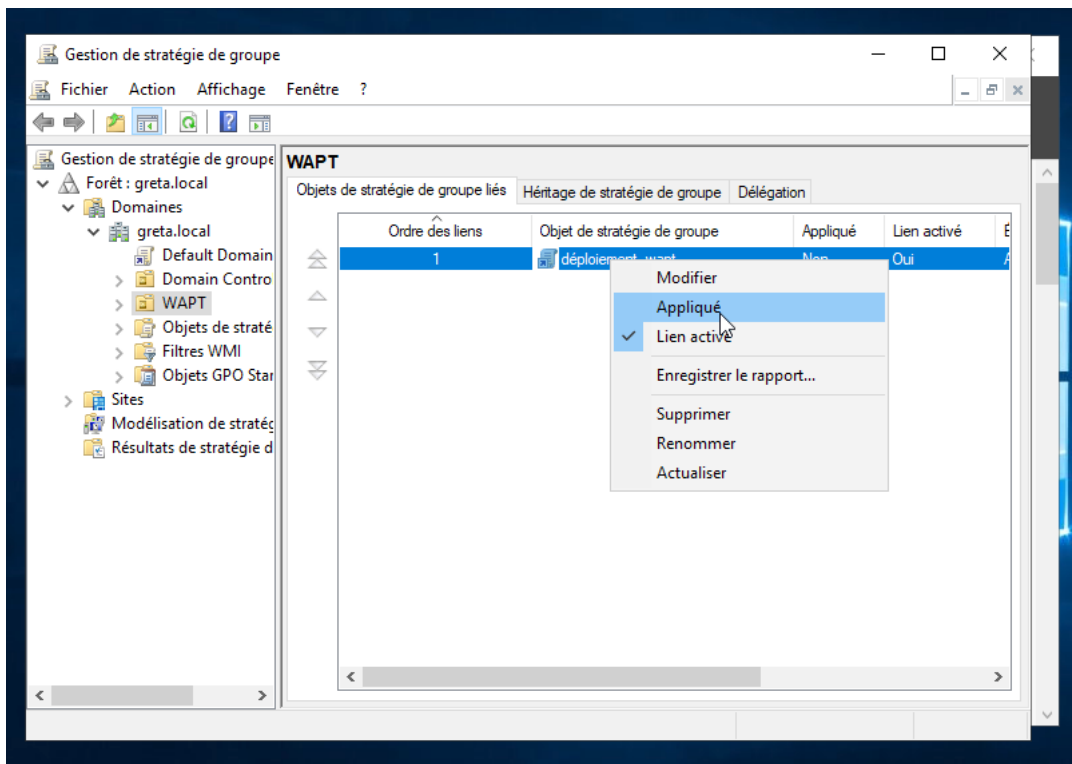 Gestion de stratégie de groupe
Fichier Action Affichage Fenêtre ?
Gestion de stratégie de groupe
Forêt : greta.local
Domaines
greta.local
Default Domain
Domain Contro
WAPT
Objets de straté
Filtres WMI
Objets GPO Star
Sites
Modélisation de stratég
Résultats de stratégie d
WAPT
Objets de stratégie de groupe liés Héritage de stratégie de groupe Délégation
Ordre des liens Objet de stratégie de groupe Appliqué Lien activé É
1 déploiement_wapt Non Oui A
Modifier
Appliqué
Lien activé
Enregistrer le rapport...
Supprimer
Renommer
Actualiser